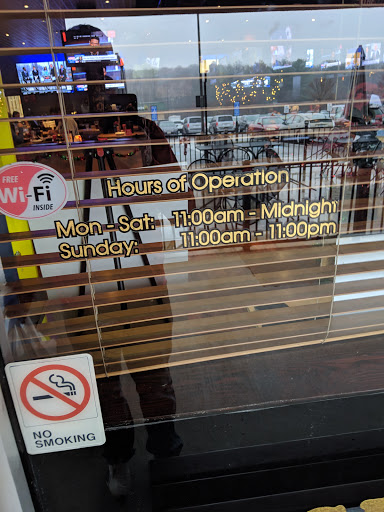 FREE
Wi-Fi
INSIDE
Hours of Operation
Mon - Sat: 11:00am - Midnight
Sunday: 11:00am - 11:00pm
NO
SMOKING